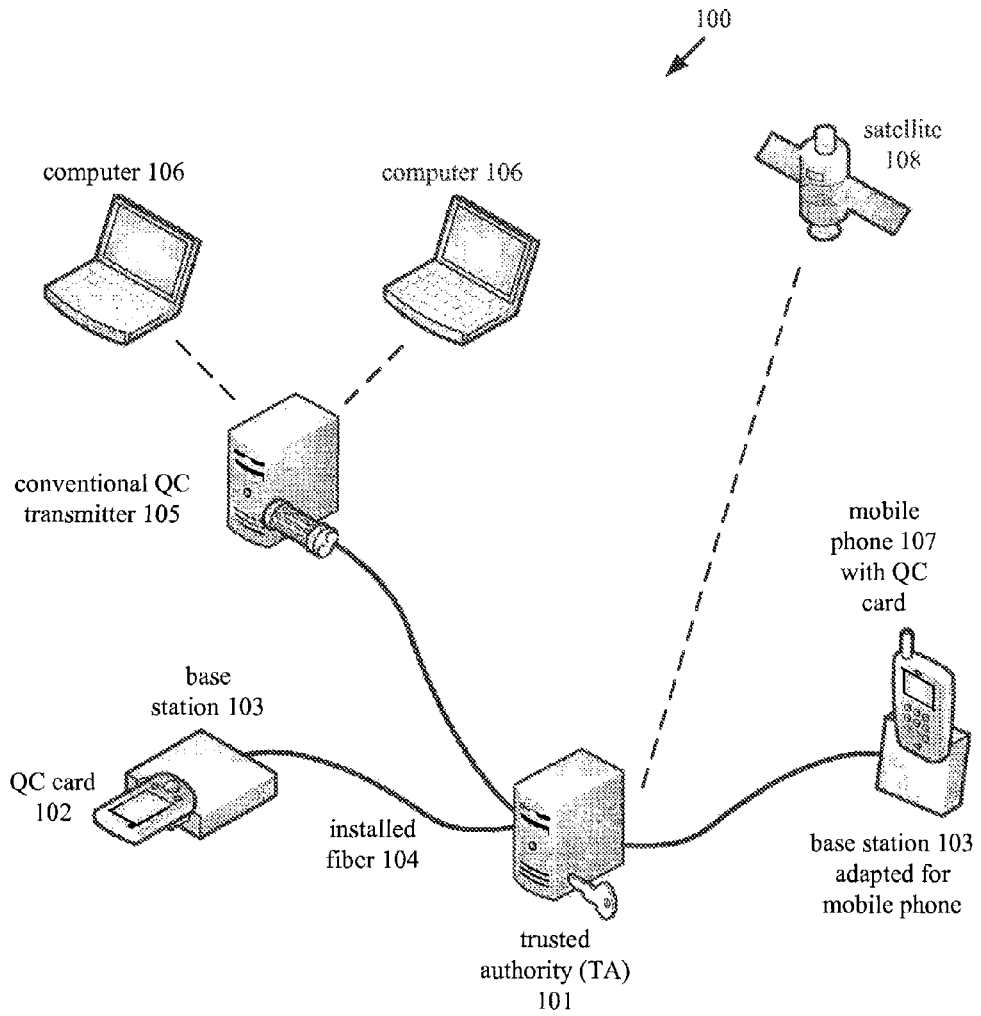 100
satellite
108
computer 106
computer 106
conventional QC
transmitter 105
mobile
phone 107
with QC
card
base
station 103
QC card
102
installed
fiber 104
base station 103
adapted for
mobile phone
trusted
authority (TA)
101